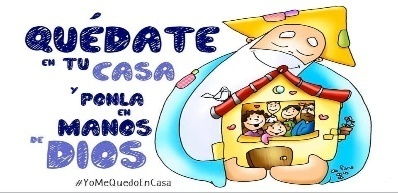 QUÉDATE
EN TU
CASA
Y PONLA
EN
MANOS
DE
DIOS
#YoMeQuedoEnCasa